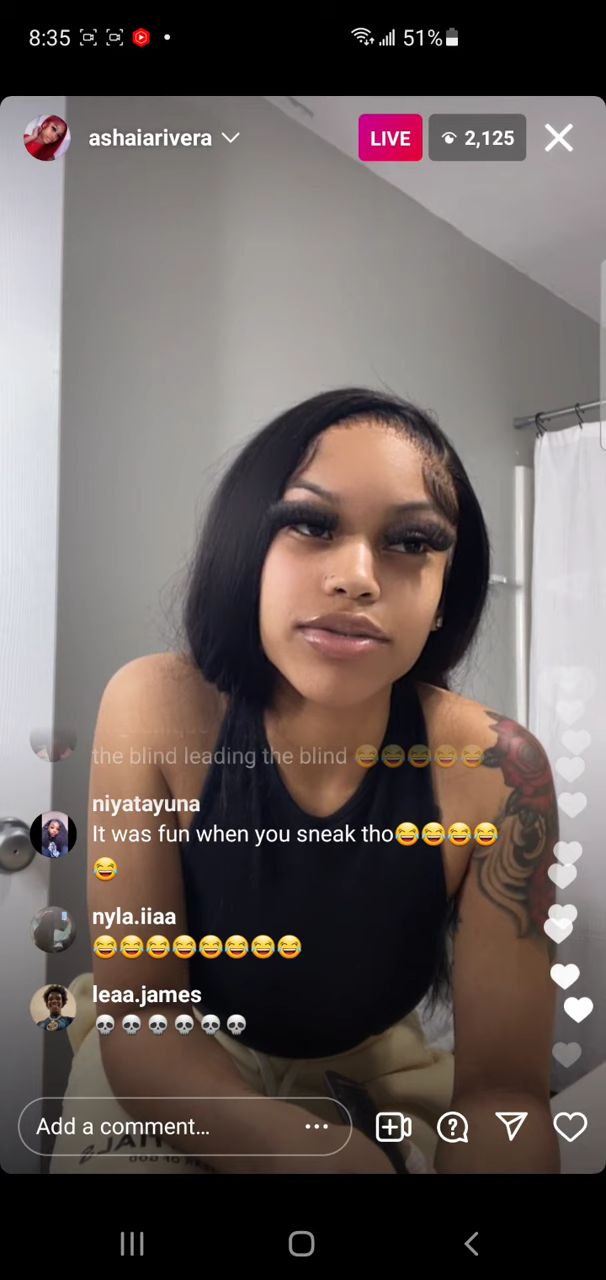 8:35
51%
ashaiarivera
LIVE
2,125
the blind leading the blind 😂😂😂😂😂
niyatayuna
It was fun when you sneak tho😂😂😂😂
😂
nyla.iiaa
😂😂😂😂😂😂😂😂
leaa.james
💀💀💀💀💀💀
Add a comment…